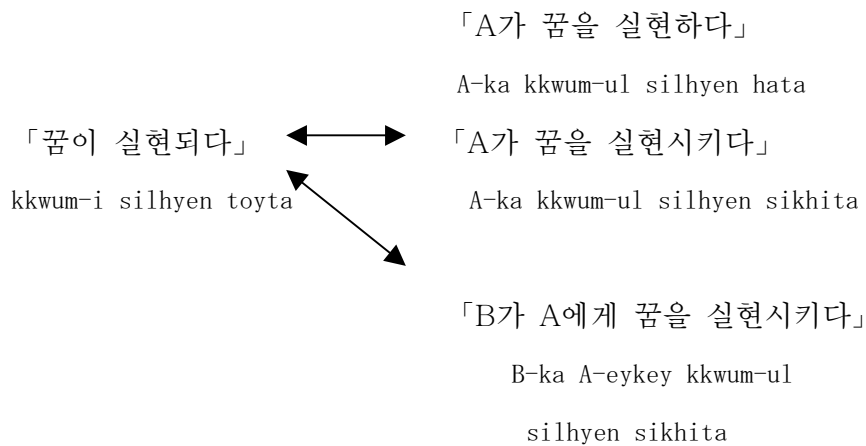 「A가 꿈을 실현하다」
A-ka kkwum-ul silhyen hata
「꿈이 실현되다」
kkwum-i silhyen toyta
「A가 꿈을 실현시키다」
A-ka kkwum-ul silhyen sikhita
「B가 A에게 꿈을 실현시키다」
B-ka A-eykey kkwum-ul
silhyen sikhita